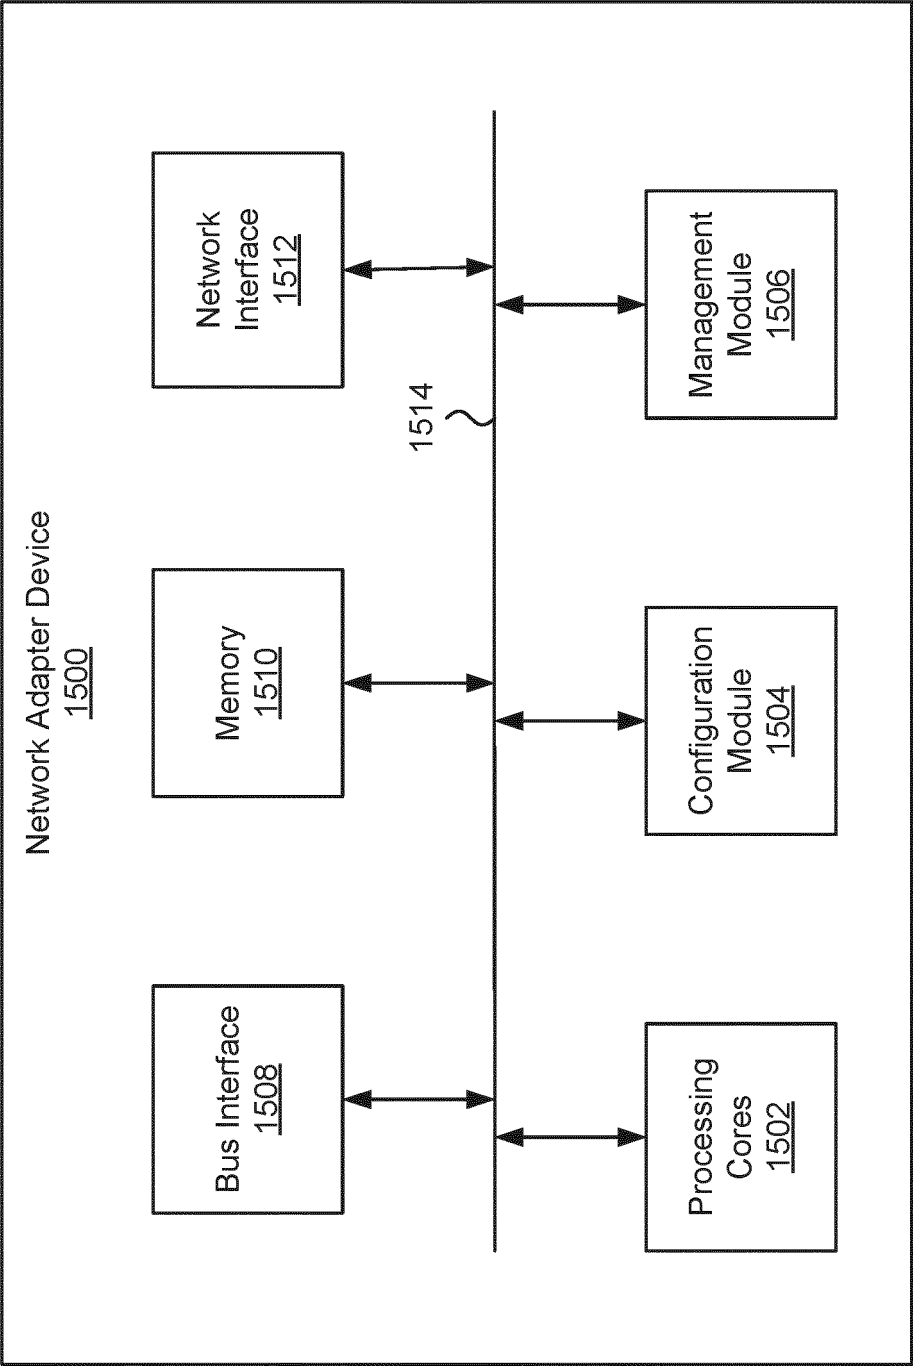 Network Adapter Device
1500
Bus Interface
1508
Memory
1510
Network
Interface
1512
1514
Processing
Cores
1502
Configuration
Module
1504
Management
Module
1506